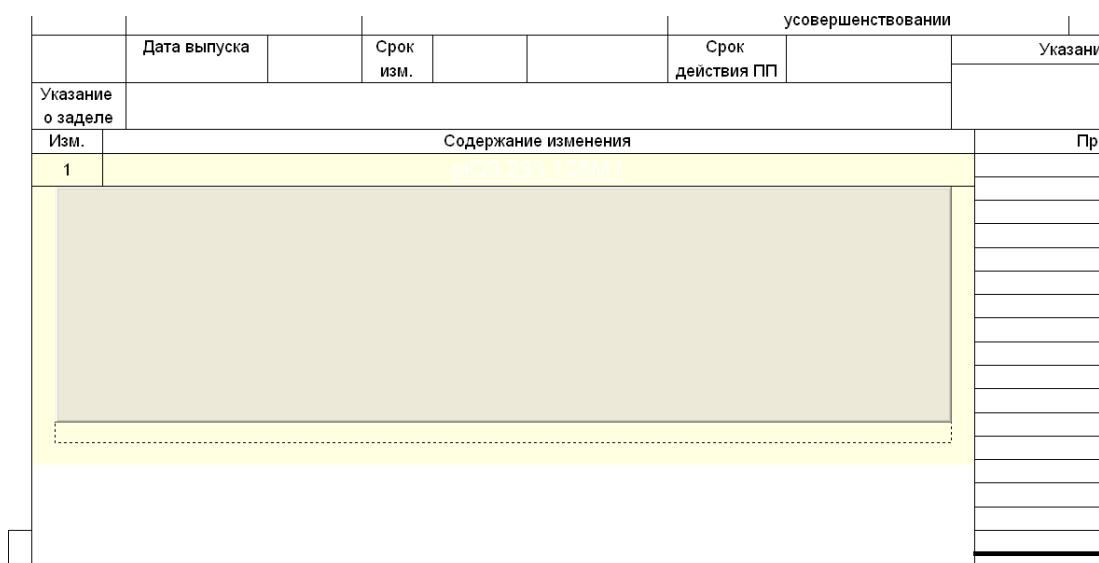 усовершенствовании
Дата выпуска
Срок изм.
Срок действия ПП
Указани
Указание о заделе
Изм.
Содержание изменения
Пр
1